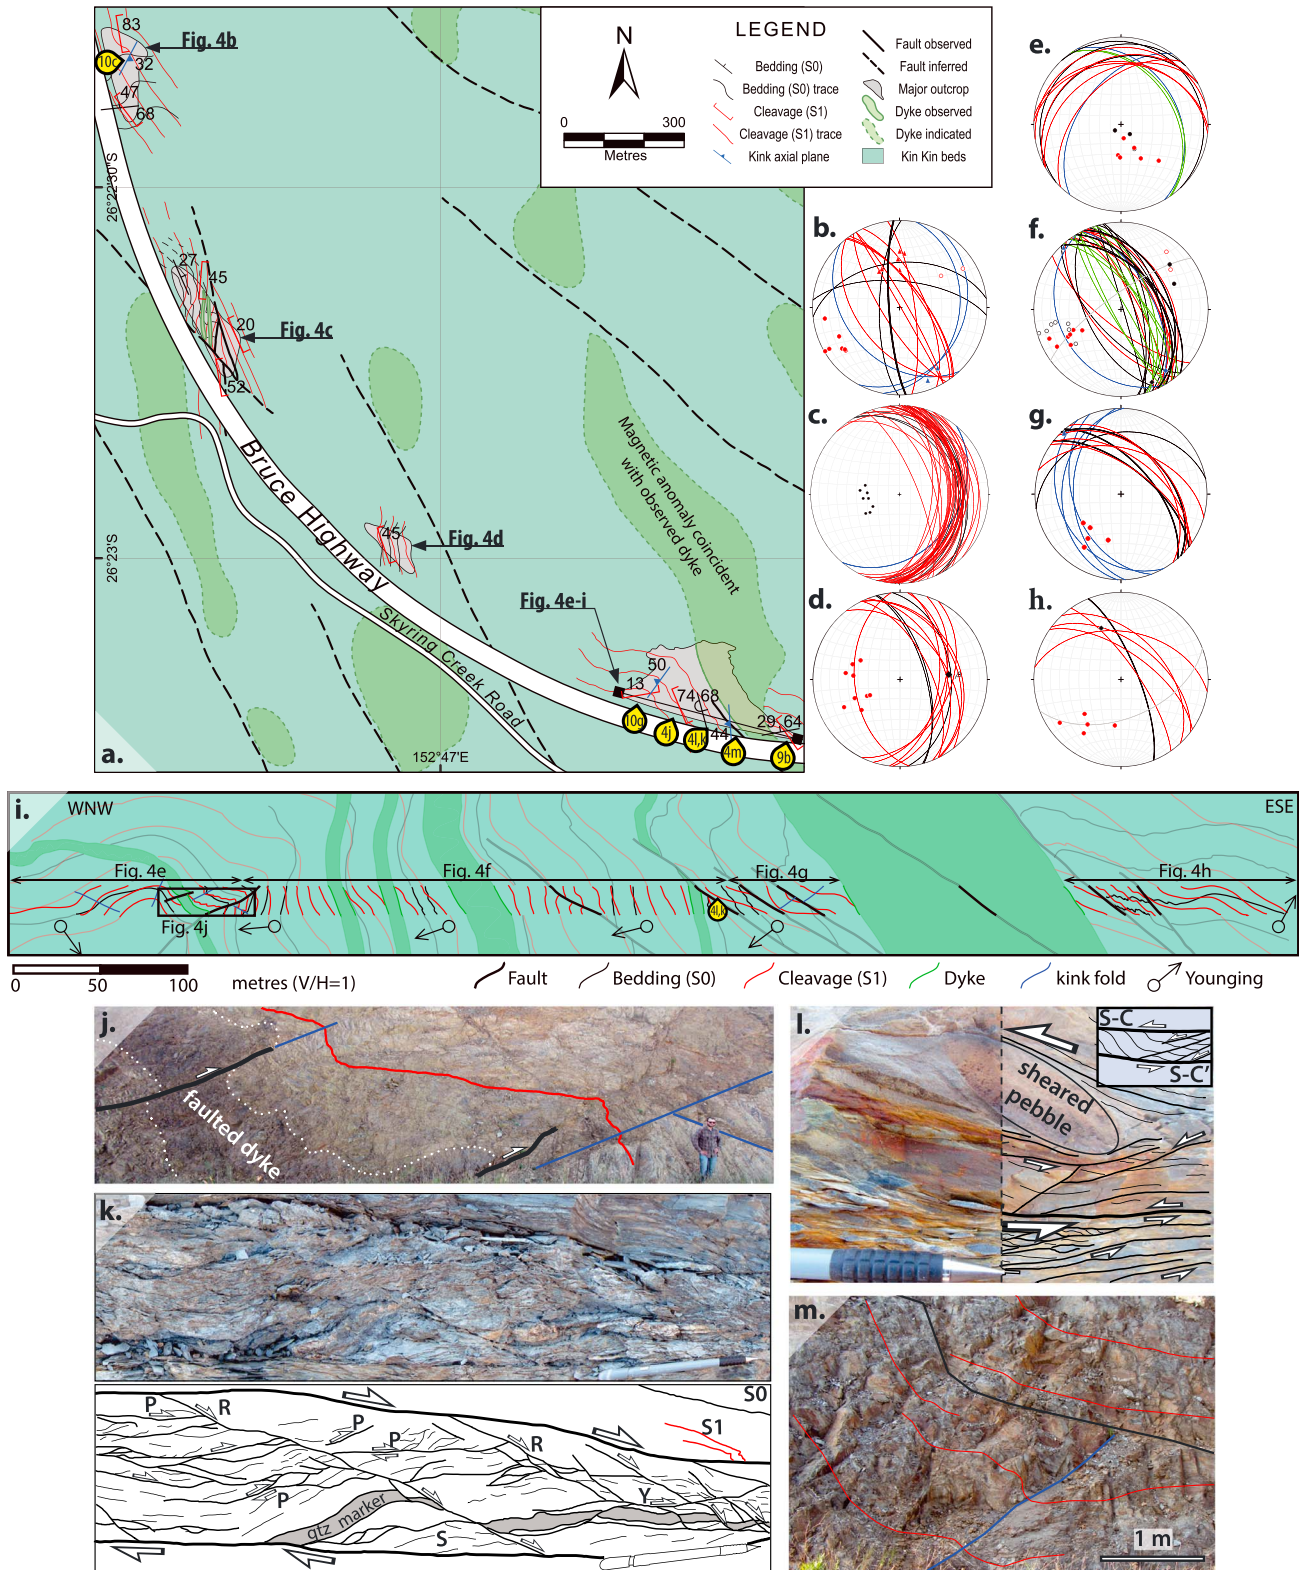 83
Fig. 4b
10c
32
47
68
26°22'30"S
27
45
20
Fig. 4c
52
Bruce Highway
45
Fig. 4d
26°23'S
Skyring Creek Road
Magnetic anomaly coincident
with observed dyke
Fig. 4e-i
50
13
74
68
44
29
64
10a
4j
4l,k
4m
9b
a.
152°47'E
N
0
300
Metres
LEGEND
Bedding (S0)
Bedding (S0) trace
Cleavage (S1)
Cleavage (S1) trace
Kink axial plane
Fault observed
Fault inferred
Major outcrop
Dyke observed
Dyke indicated
Kin Kin beds
b.
c.
d.
e.
f.
g.
h.
i.
WNW
ESE
Fig. 4e
Fig. 4f
Fig. 4g
Fig. 4h
Fig. 4j
4l,k
0
50
100
metres (V/H=1)
Fault
Bedding (S0)
Cleavage (S1)
Dyke
kink fold
Younging
j.
faulted dyke
k.
P
R
P
P
R
P
Y
S
S0
S1
qtz marker
l.
S-C
S-C'
sheared
pebble
m.
1 m